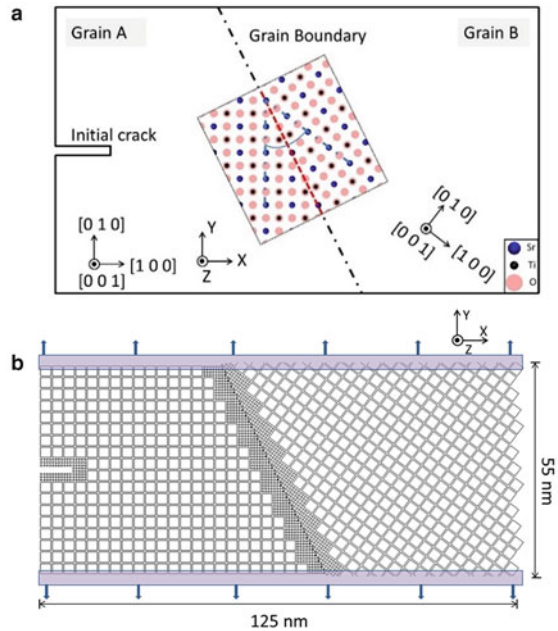 a
Grain A
Grain Boundary
Grain B
Initial crack
[0 1 0]
[1 0 0]
[0 0 1]
Y
X
Z
[0 1 0]
[0 0 1]
[1 0 0]
Sr
Ti
O
b
Y
X
Z
55 nm
125 nm